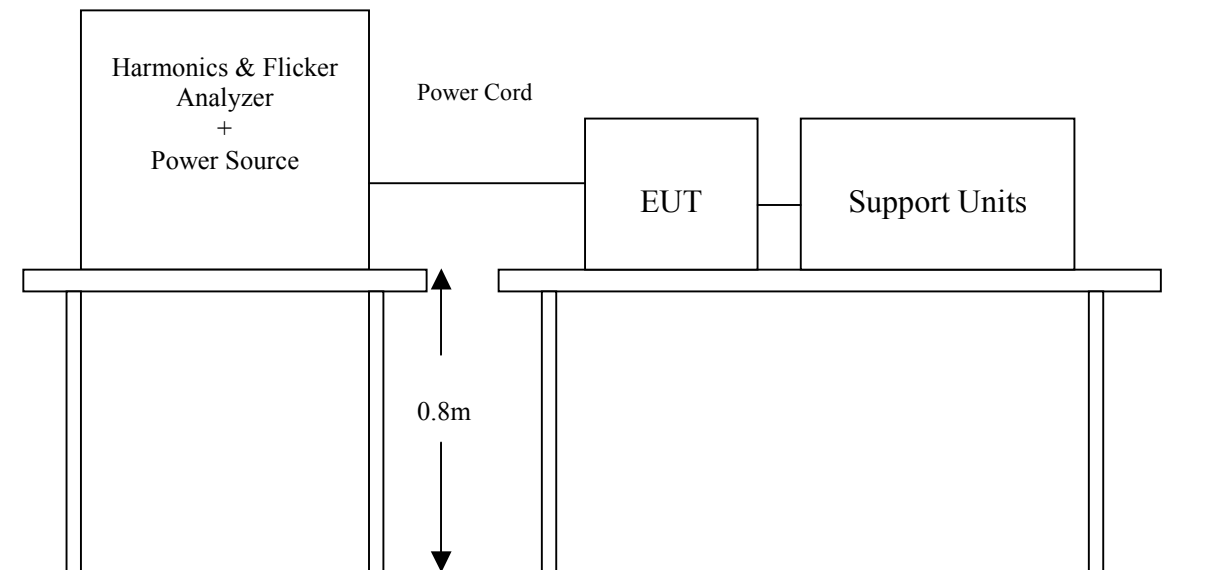 Harmonics & Flicker
Analyzer
+
Power Source
Power Cord
EUT
Support Units
0.8m